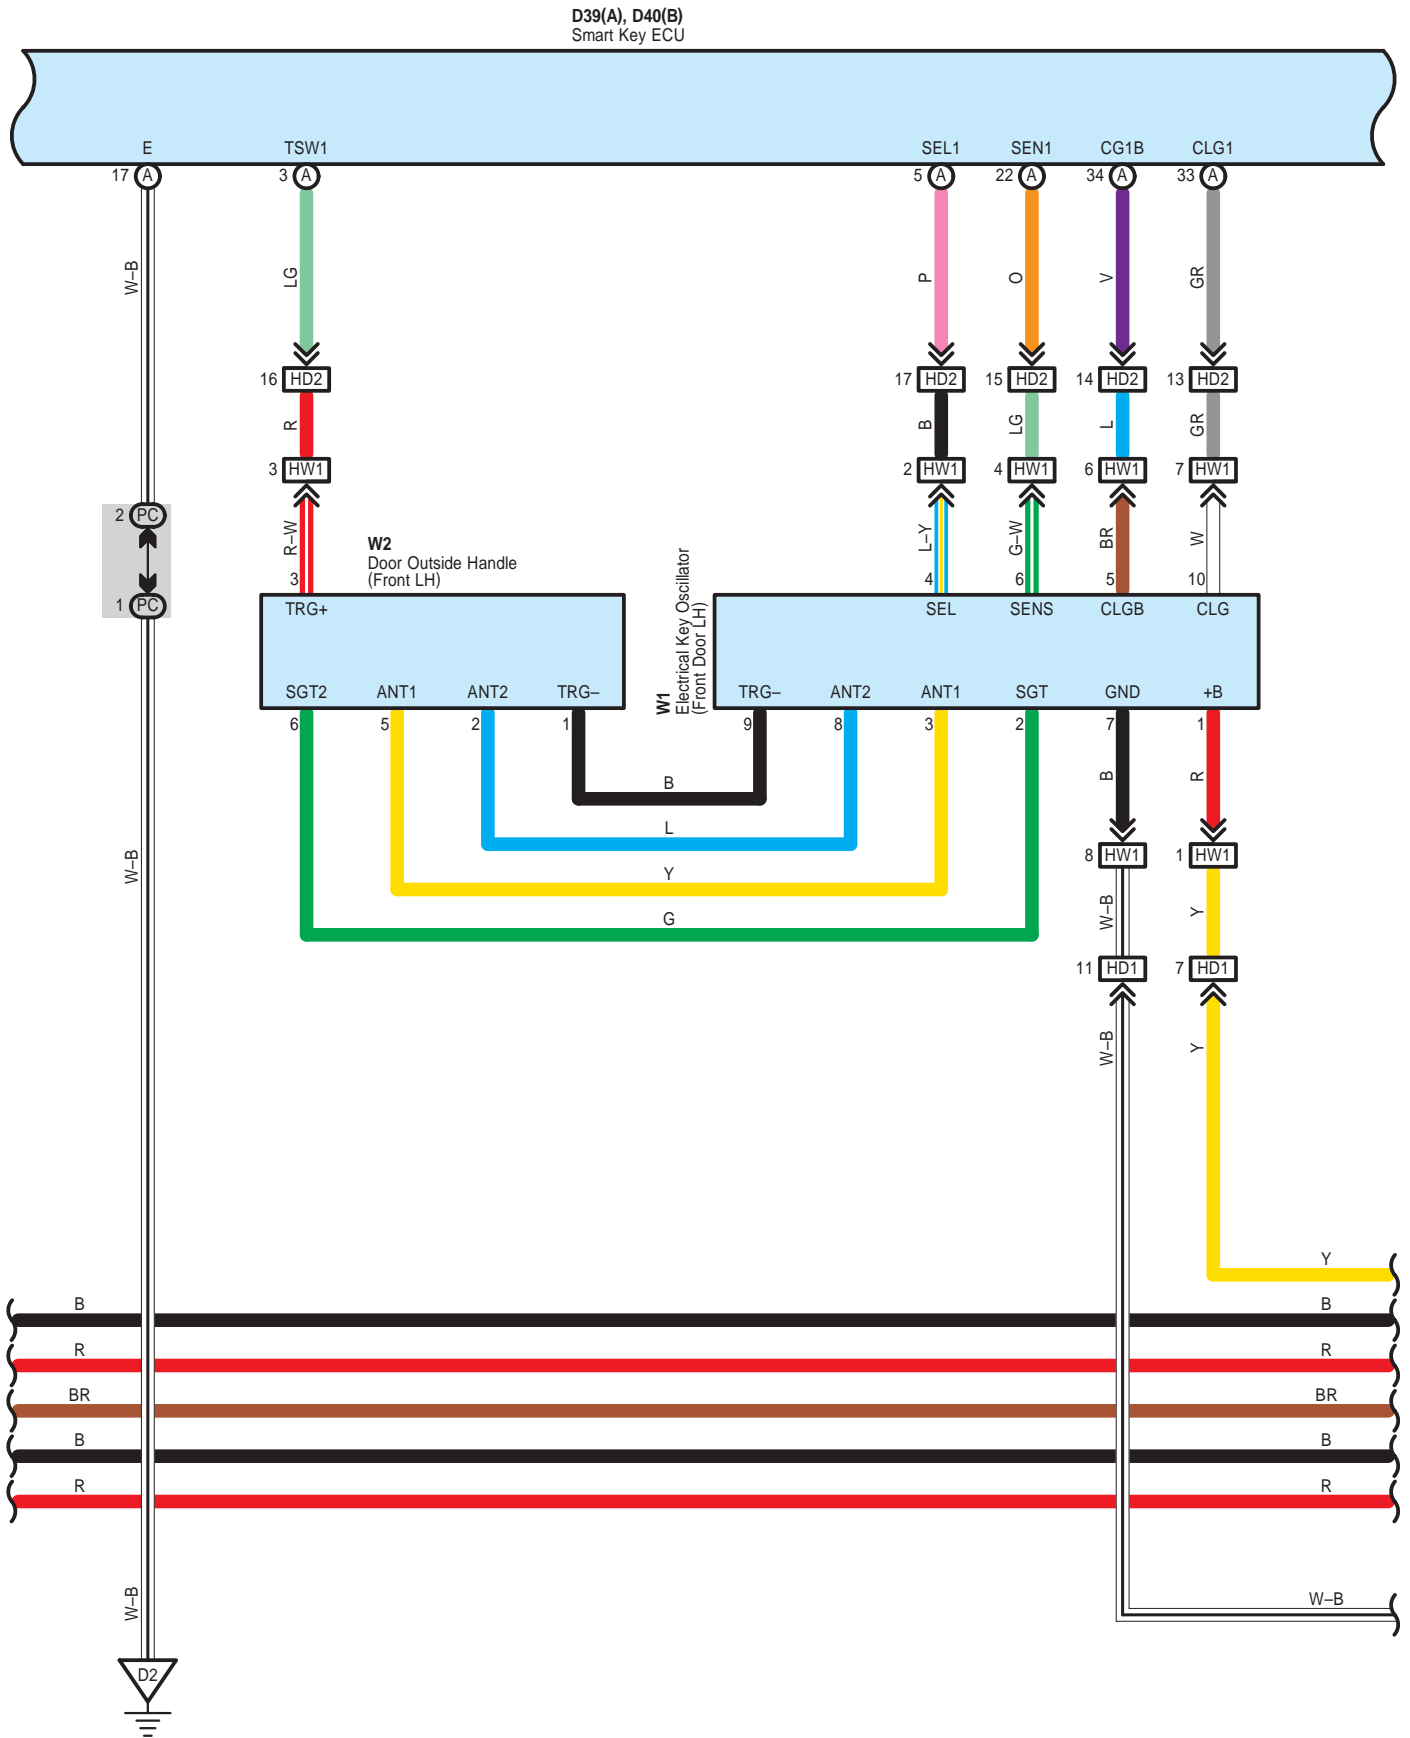 D39(A), D40(B)
Smart Key ECU
E TSW1 SEL1 SEN1 CG1B CLG1
17 A 3 A 5 A 22 A 34 A 33 A
W–B LG P O V GR
16 HD2 17 HD2 15 HD2 14 HD2 13 HD2
R B LG L GR
3 HW1 2 HW1 4 HW1 6 HW1 7 HW1
2 PC
R–W L–Y G–W BR W
W2
Door Outside Handle
(Front LH)
W1
Electrical Key Oscillator
(Front Door LH)
3 4 6 5 10
1 PC
TRG+ SEL SENS CLGB CLG
SGT2 ANT1 ANT2 TRG– TRG– ANT2 ANT1 SGT GND +B
6 5 2 1 9 8 3 2 7 1
B B R
L
8 HW1 1 HW1
W–B Y
G W–B Y
11 HD1 7 HD1
W–B Y
Y
B B
R R
BR BR
B B
R R
W–B W–B
D2